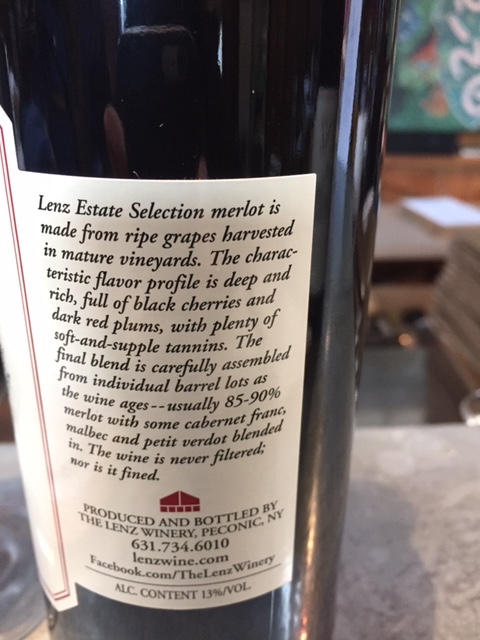 Lenz Estate Selection merlot is
made from ripe grapes harvested
in mature vineyards. The charac-
teristic flavor profile is deep and
rich, full of black cherries and
dark red plums, with plenty of
soft-and-supple tannins. The
final blend is carefully assembled
from individual barrel lots as
the wine ages--usually 85-90%
merlot with some cabernet franc,
malbec and petit verdot blended
in. The wine is never filtered;
nor is it fined.
PRODUCED AND BOTTLED BY
THE LENZ WINERY, PECONIC, NY
631.734.6010
lenzwine.com
Facebook.com/TheLenzWinery
ALC. CONTENT 13%/VOL.